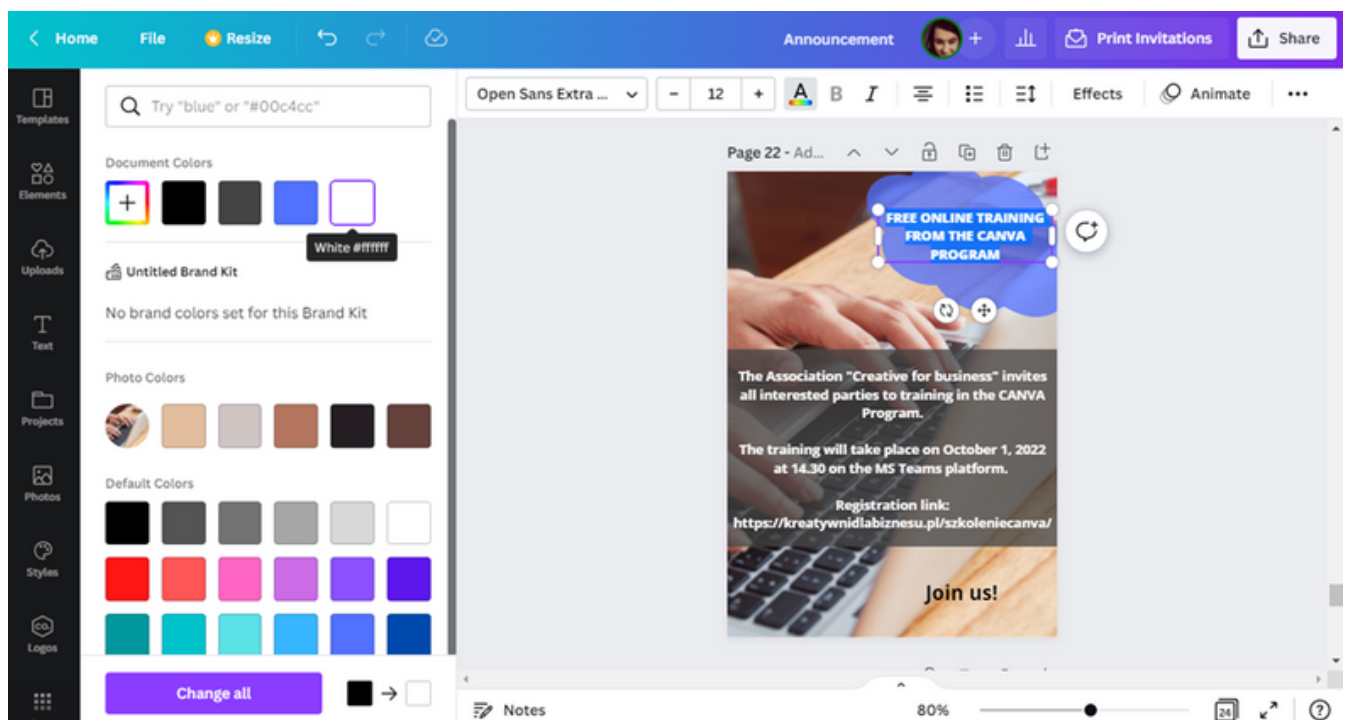 Home File Resize Announcement + Print Invitations Share
Templates
Elements
Uploads
Text
Projects
Photos
Styles
CO.
Logos
Try "blue" or "#00c4cc"
Document Colors
+
White #ffffff
Untitled Brand Kit
No brand colors set for this Brand Kit
Photo Colors
Default Colors
Change all
Open Sans Extra ... - 12 + A B I Effects Animate ...
Page 22 - Ad...
FREE ONLINE TRAINING
FROM THE CANVA
PROGRAM
The Association "Creative for business" invites
all interested parties to training in the CANVA
Program.
The training will take place on October 1, 2022
at 14.30 on the MS Teams platform.
Registration link:
https://kreatywnidlabiznesu.pl/szkoleniecanva/
Join us!
Notes 80% 24 ?